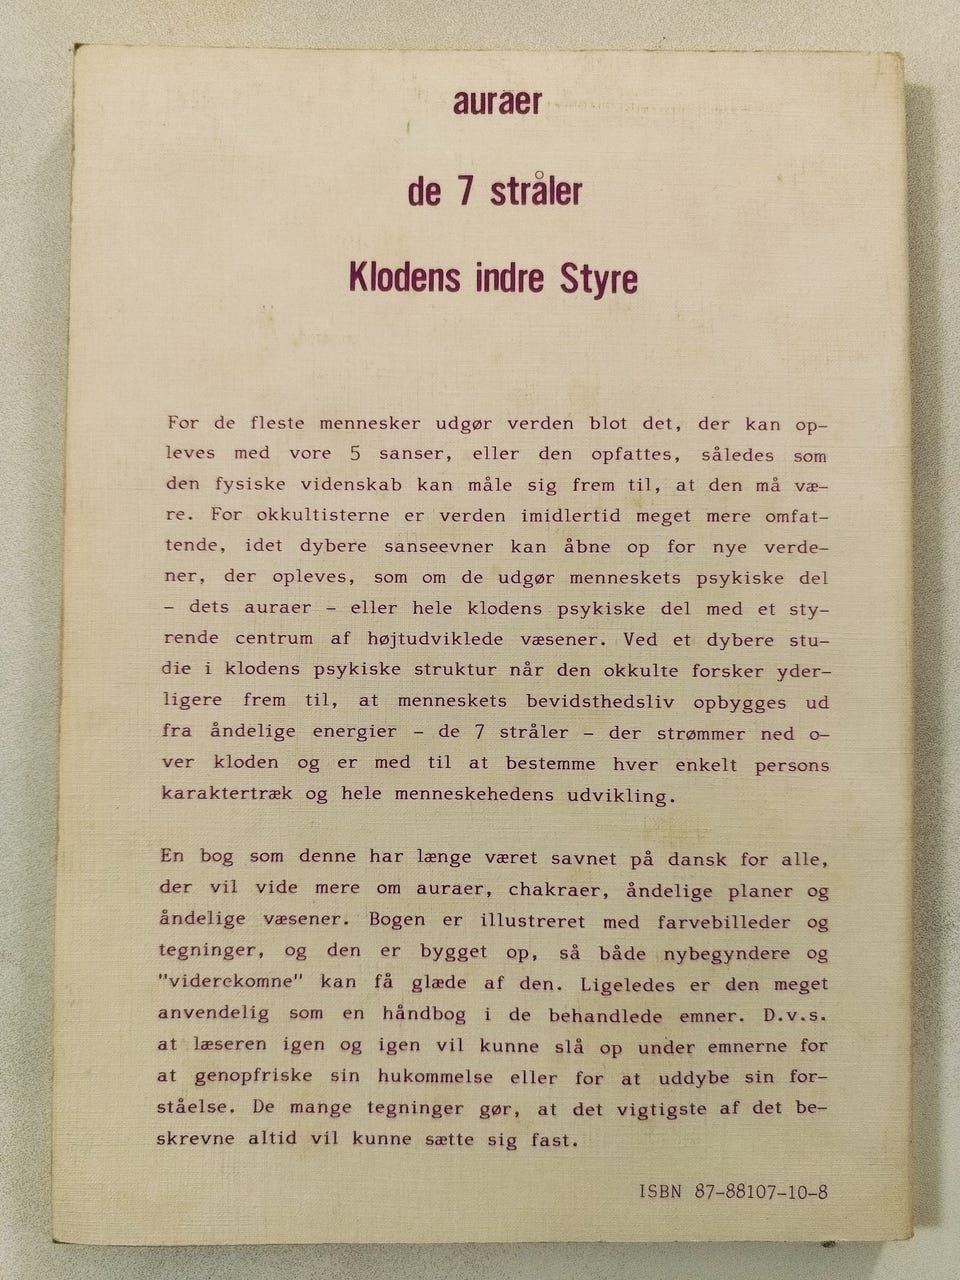 auraer
de 7 stråler
Klodens indre Styre
For de fleste mennesker udgør verden blot det, der kan op-
leves med vore 5 sanser, eller den opfattes, således som
den fysiske videnskab kan måle sig frem til, at den må væ-
re. For okkultisterne er verden imidlertid meget mere omfat-
tende, idet dybere sanseevner kan åbne op for nye verde-
ner, der opleves, som om de udgør menneskets psykiske del
- dets auraer - eller hele klodens psykiske del med et sty-
rende centrum af højtudviklede væsener. Ved et dybere stu-
die i klodens psykiske struktur når den okkulte forsker yder-
ligere frem til, at menneskets bevidsthedsliv opbygges ud
fra åndelige energier - de 7 stråler - der strømmer ned o-
ver kloden og er med til at bestemme hver enkelt persons
karaktertræk og hele menneskehedens udvikling.
En bog som denne har længe været savnet på dansk for alle,
der vil vide mere om auraer, chakraer, åndelige planer og
åndelige væsener. Bogen er illustreret med farvebilleder og
tegninger, og den er bygget op, så både nybegyndere og
"viderekomne" kan få glæde af den. Ligeledes er den meget
anvendelig som en håndbog i de behandlede emner. D.v.s.
at læseren igen og igen vil kunne slå op under emnerne for
at genopfriske sin hukommelse eller for at uddybe sin for-
ståelse. De mange tegninger gør, at det vigtigste af det be-
skrevne altid vil kunne sætte sig fast.
ISBN 87-88107-10-8